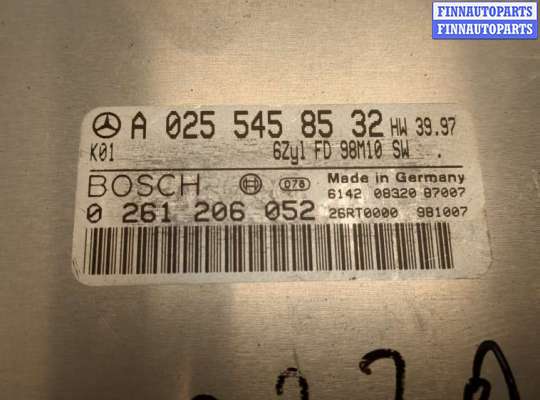 FINNAUTOPARTS
FINNAUTOPARTS
A 025 545 85 32 HW 39.97
K01 6Zyl FD 98M10 SW .
BOSCH 078 Made in Germany
6142 08320 87007
0 261 206 052 26RT0000 981007